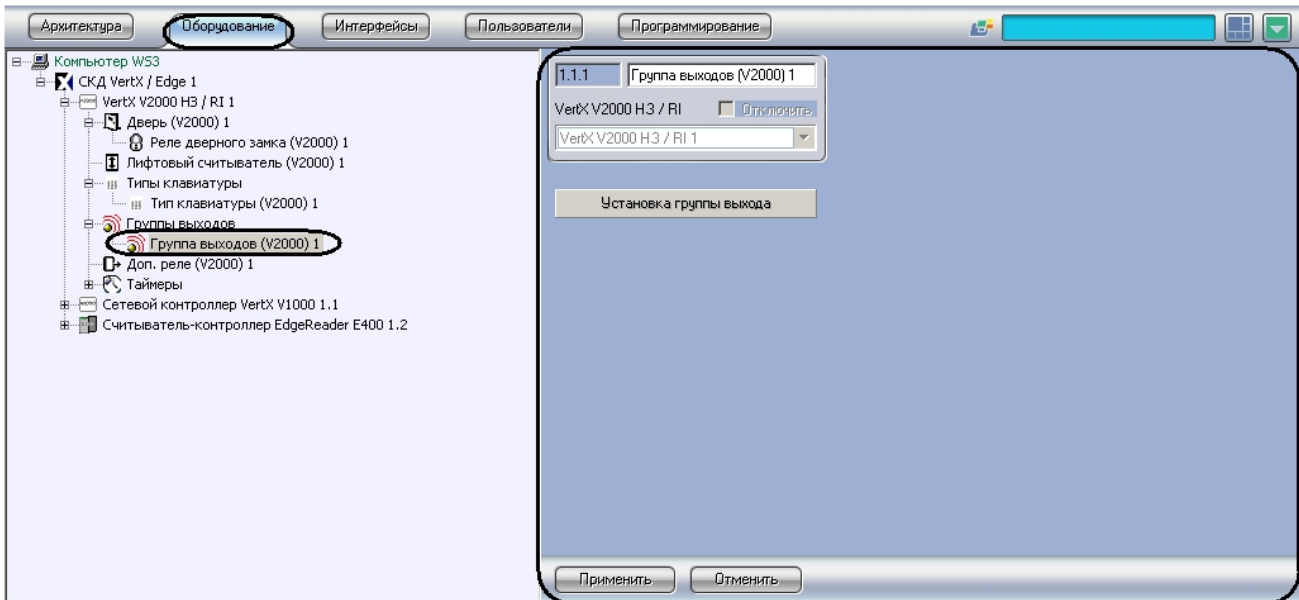 Архитектура Оборудование Интерфейсы Пользователи Программирование
Компьютер WS3
СКД VertX / Edge 1
VertX V2000 НЗ / RI 1
Дверь (V2000) 1
Реле дверного замка (V2000) 1
Лифтовый считыватель (V2000) 1
Типы клавиатуры
Тип клавиатуры (V2000) 1
Группы выходов
Группа выходов (V2000) 1
Доп. реле (V2000) 1
Таймеры
Сетевой контроллер VertX V1000 1.1
Считыватель-контроллер EdgeReader E400 1.2
1.1.1 Группа выходов (V2000) 1
VertX V2000 НЗ / RI Отключить
VertX V2000 НЗ / RI 1
Установка группы выхода
Применить Отменить